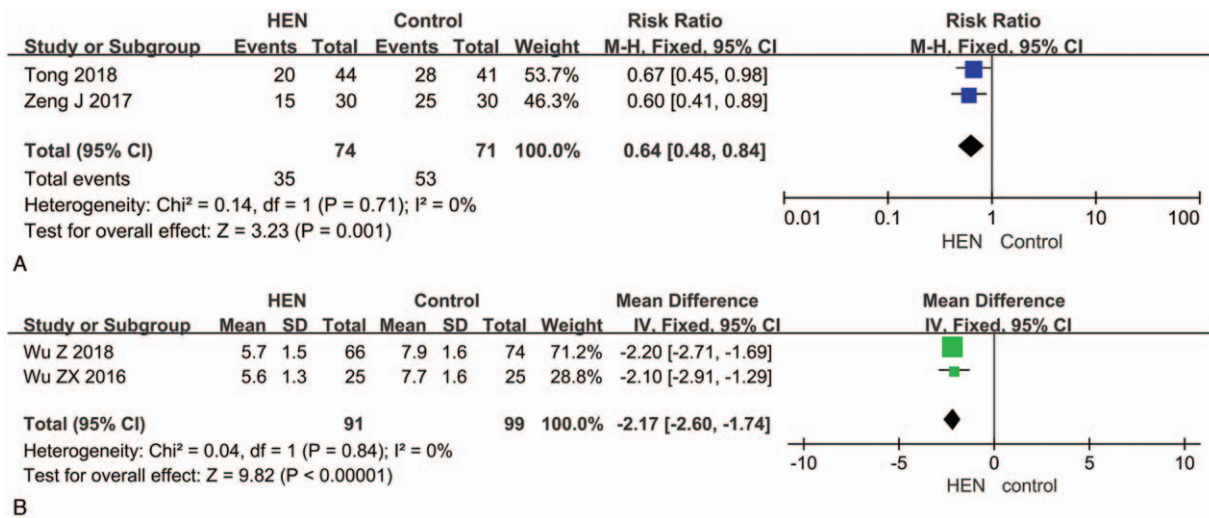 HEN Control Risk Ratio Risk Ratio
Study or Subgroup Events Total Events Total Weight M-H, Fixed, 95% CI M-H, Fixed, 95% CI
Tong 2018 20 44 28 41 53.7% 0.67 [0.45, 0.98]
Zeng J 2017 15 30 25 30 46.3% 0.60 [0.41, 0.89]
Total (95% CI) 74 71 100.0% 0.64 [0.48, 0.84]
Total events 35 53
Heterogeneity: Chi² = 0.14, df = 1 (P = 0.71); I² = 0%
Test for overall effect: Z = 3.23 (P = 0.001)
0.01 0.1 1 10 100
HEN Control
A
HEN Control Mean Difference Mean Difference
Study or Subgroup Mean SD Total Mean SD Total Weight IV, Fixed, 95% CI IV, Fixed, 95% CI
Wu Z 2018 5.7 1.5 66 7.9 1.6 74 71.2% -2.20 [-2.71, -1.69]
Wu ZX 2016 5.6 1.3 25 7.7 1.6 25 28.8% -2.10 [-2.91, -1.29]
Total (95% CI) 91 99 100.0% -2.17 [-2.60, -1.74]
Heterogeneity: Chi² = 0.04, df = 1 (P = 0.84); I² = 0%
Test for overall effect: Z = 9.82 (P < 0.00001)
-10 -5 0 5 10
HEN control
B